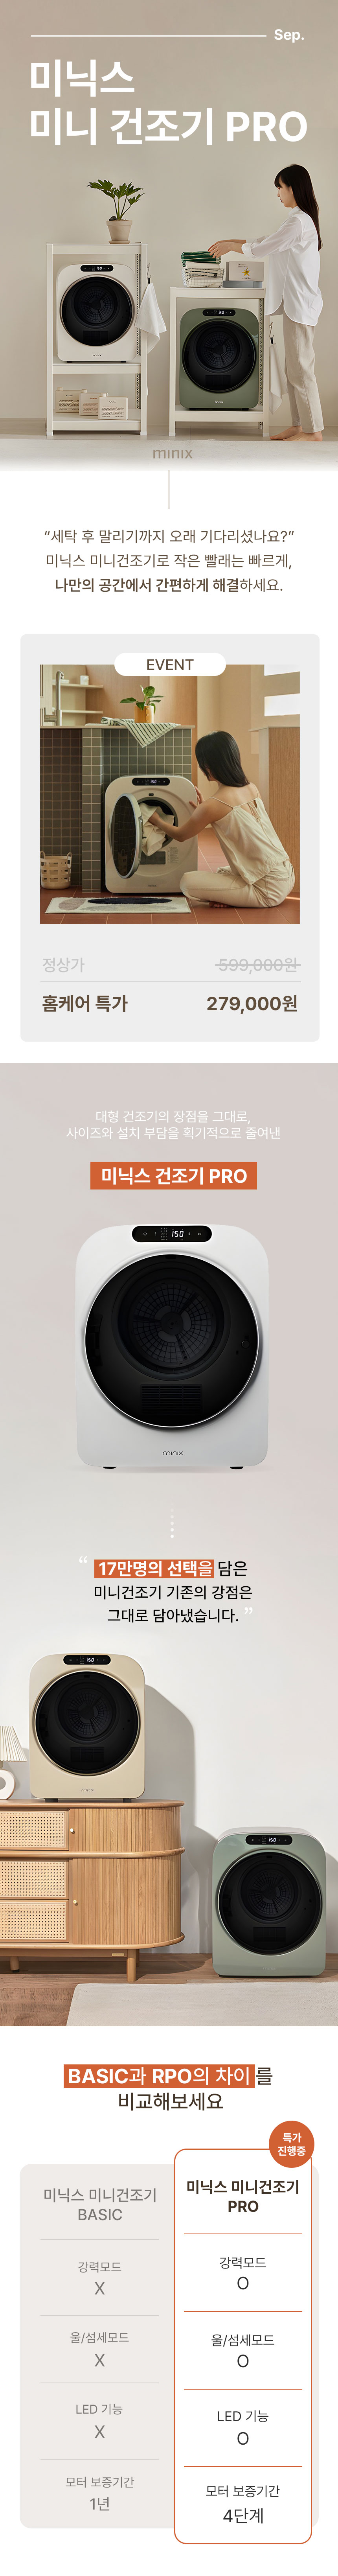 Sep.
미닉스
미니 건조기 PRO
minix
“세탁 후 말리기까지 오래 기다리셨나요?”
미닉스 미니건조기로 작은 빨래는 빠르게,
나만의 공간에서 간편하게 해결하세요.
EVENT
정상가 599,000원
홈케어 특가 279,000원
대형 건조기의 장점을 그대로,
사이즈와 설치 부담을 획기적으로 줄여낸
미닉스 건조기 PRO
150
minix
“ 17만명의 선택을 담은
미니건조기 기존의 강점은
그대로 담아냈습니다. ”
150
150
BASIC과 RPO의 차이를
비교해보세요
특가
진행중
미닉스 미니건조기
BASIC
강력모드
X
울/섬세모드
X
LED 기능
X
모터 보증기간
1년
미닉스 미니건조기
PRO
강력모드
O
울/섬세모드
O
LED 기능
O
모터 보증기간
4단계